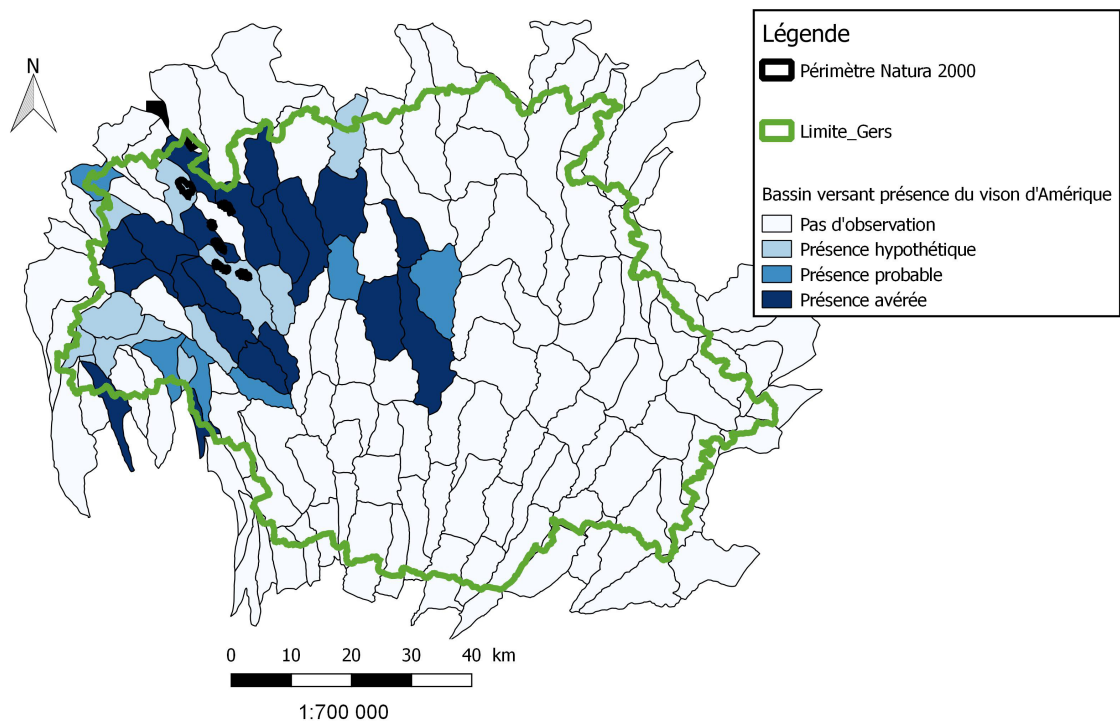 N
Légende
Périmètre Natura 2000
Limite_Gers
Bassin versant présence du vison d'Amérique
Pas d'observation
Présence hypothétique
Présence probable
Présence avérée
0 10 20 30 40 km
1:700 000